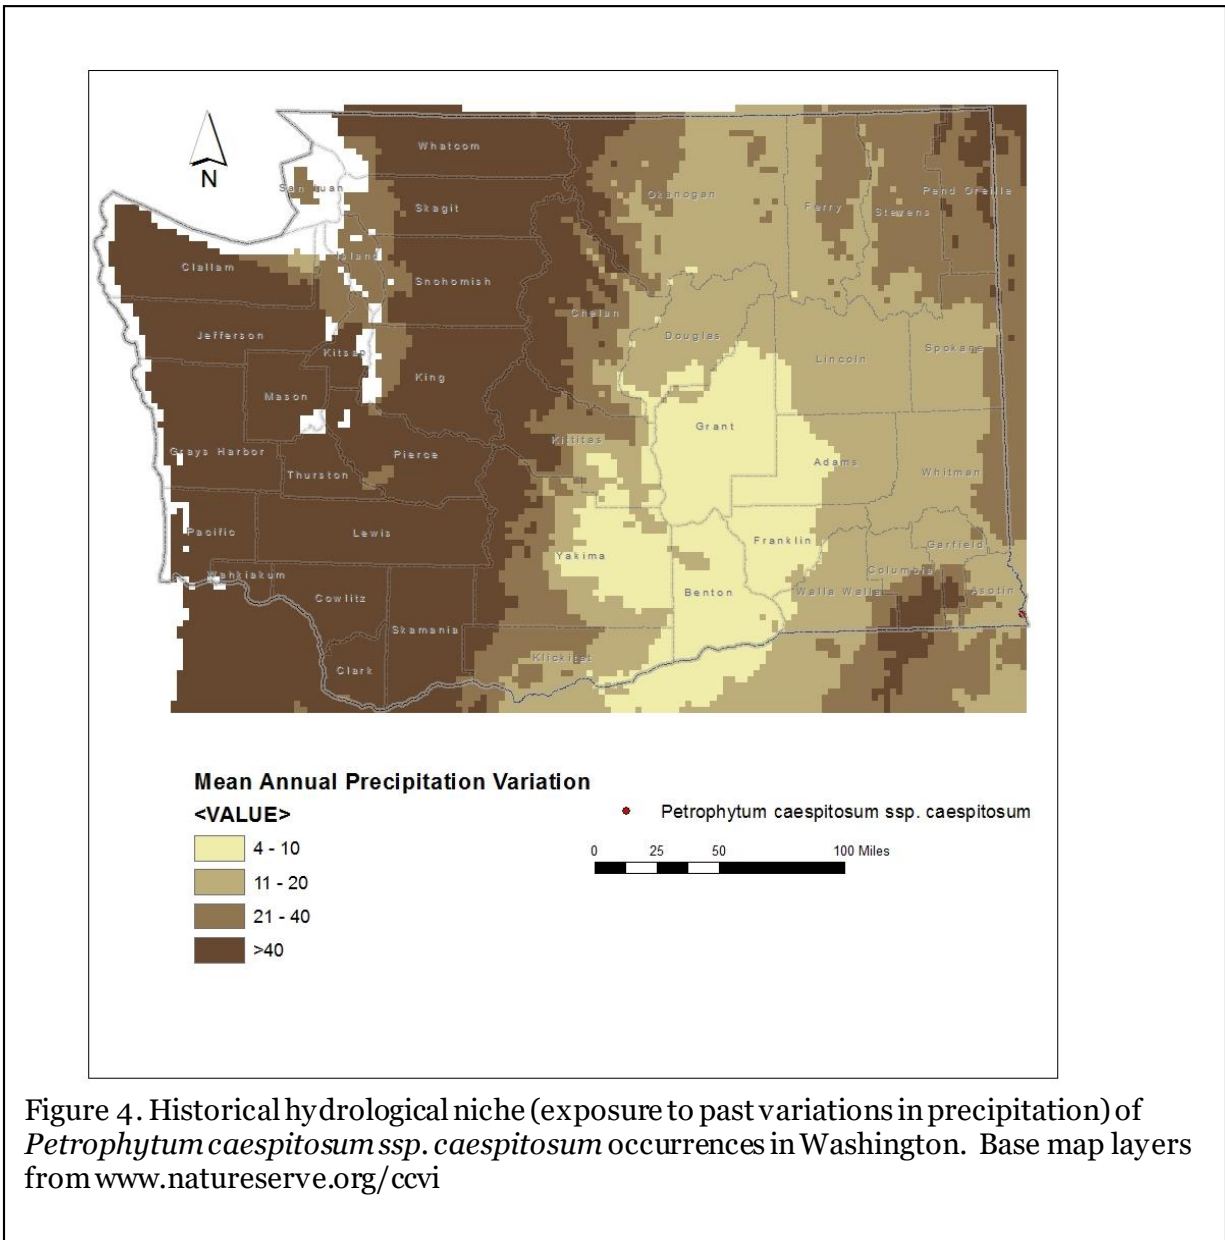 N
Whatcom
San Juan
Okanogan
Pend Oreille
Skagit
Ferry
Stevens
Island
Clallam
Snohomish
Chelan
Jefferson
Douglas
Kitsap
Lincoln
Spokane
King
Mason
Grant
Kittitas
Grays Harbor
Pierce
Adams
Thurston
Whitman
Pacific
Lewis
Franklin
Garfield
Yakima
Wahkiakum
Columbia
Cowlitz
Benton
Walla Walla
Asotin
Skamania
Klickitat
Clark
Mean Annual Precipitation Variation
<VALUE>
4 - 10
11 - 20
21 - 40
>40
Petrophytum caespitosum ssp. caespitosum
0 25 50 100 Miles
Figure 4. Historical hydrological niche (exposure to past variations in precipitation) of
Petrophytum caespitosum ssp. caespitosum occurrences in Washington. Base map layers
from www.natureserve.org/ccvi